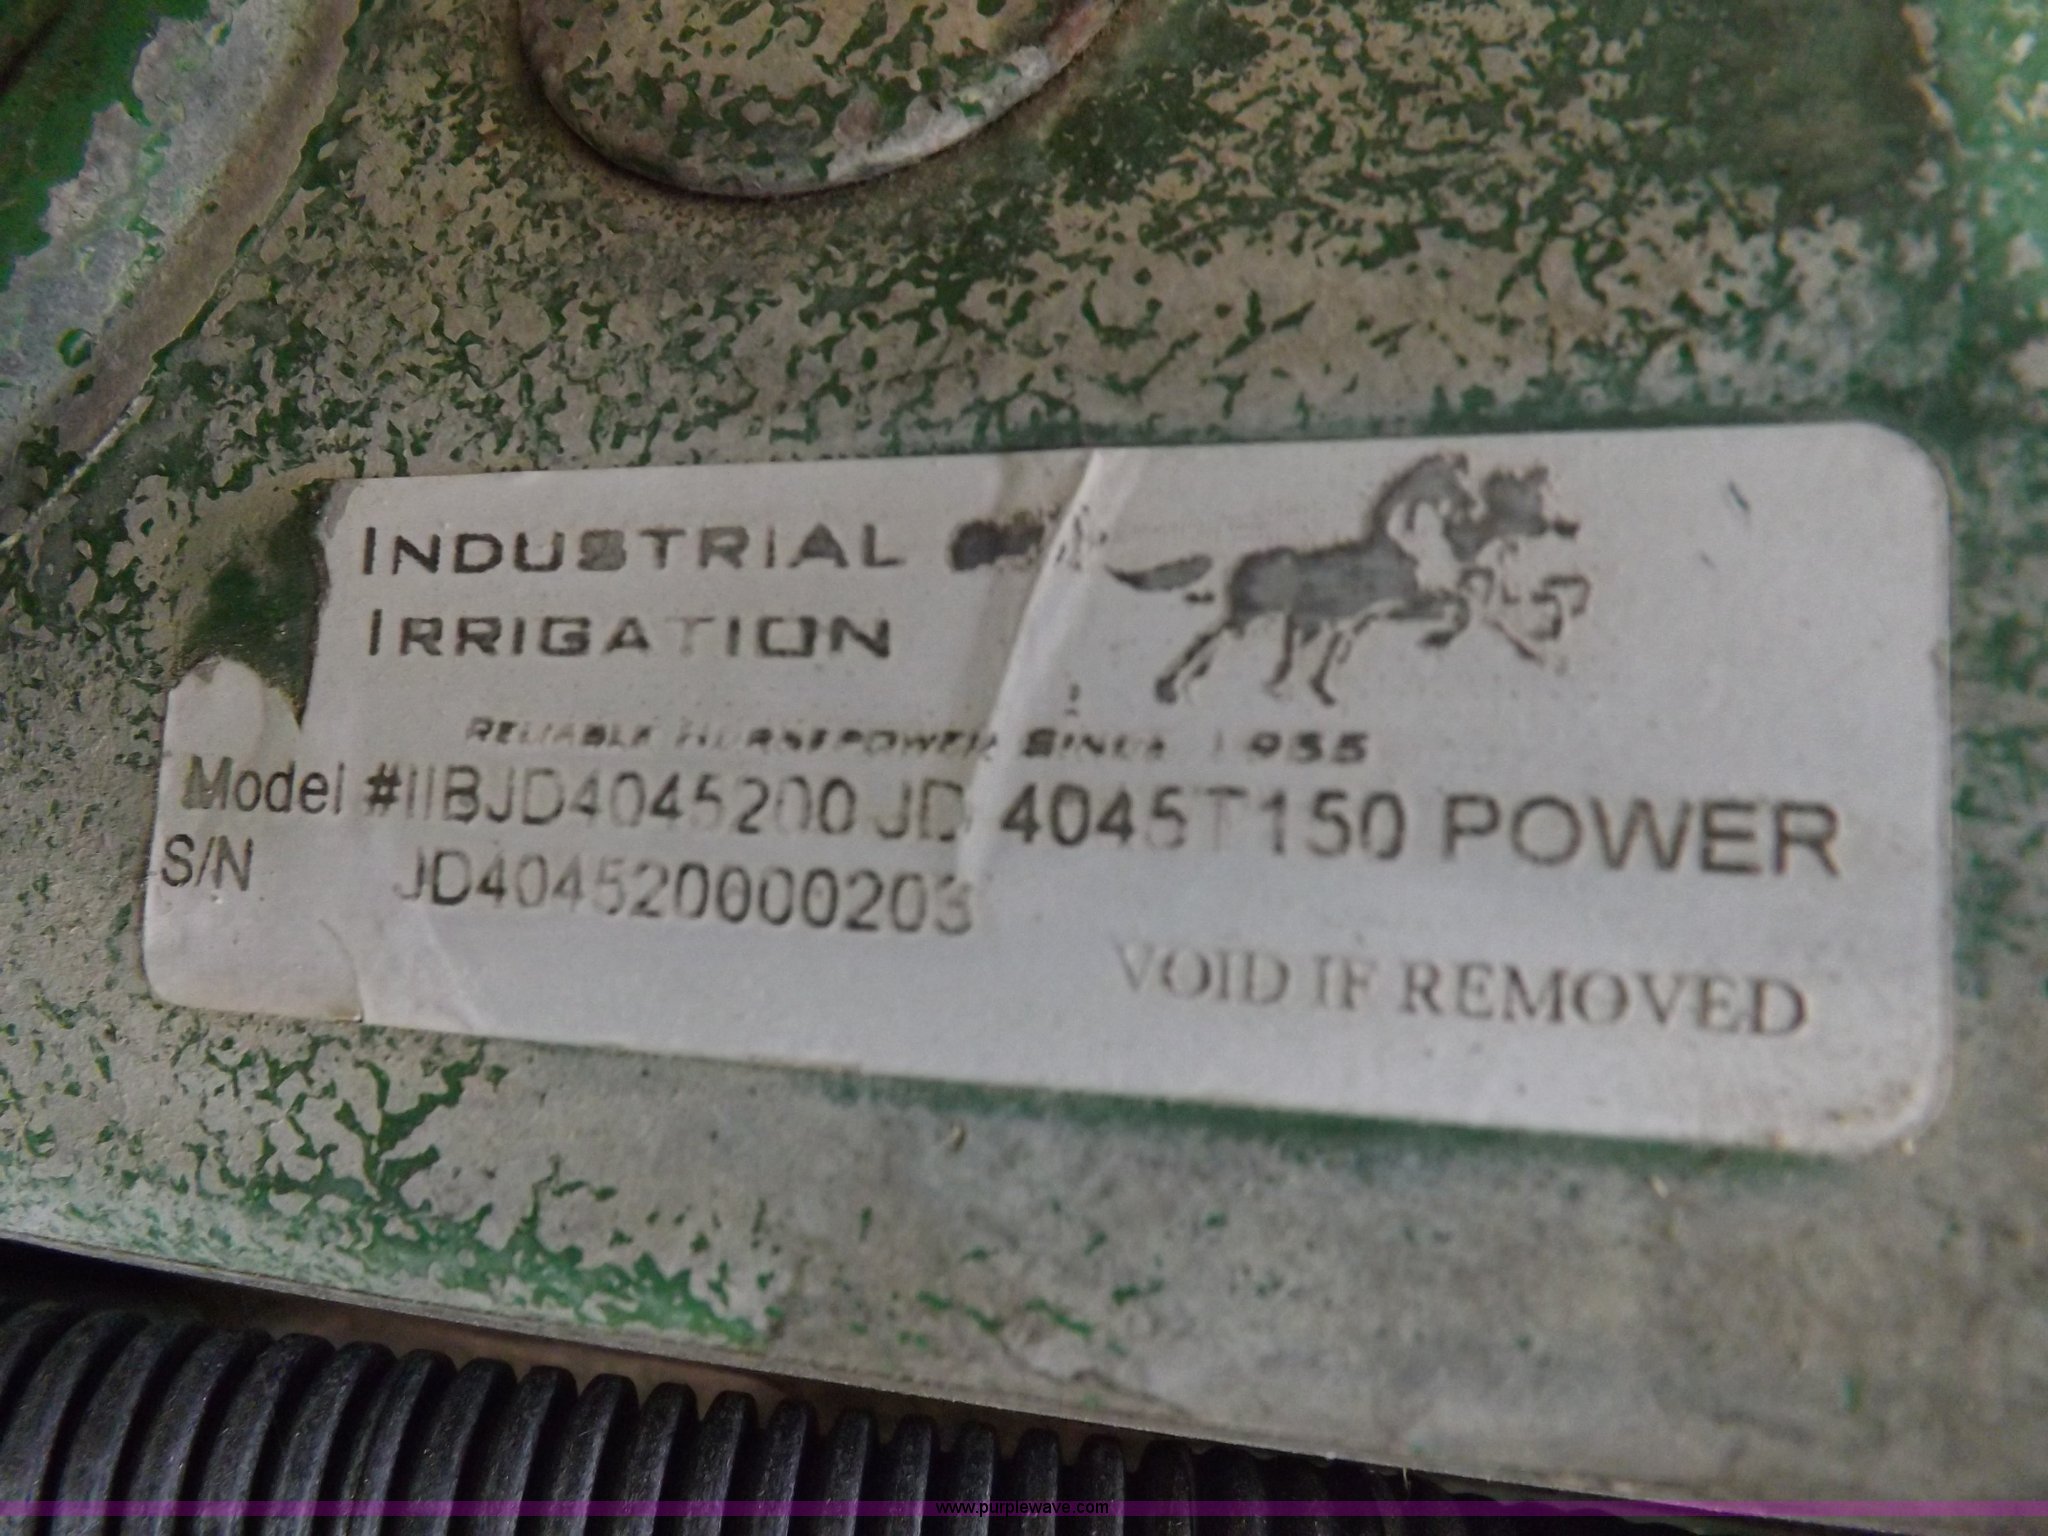 INDUSTRIAL
IRRIGATION
RELIABLE HORSEPOWER SINCE 1955
Model #IIBJD4045200 JD 4045T150 POWER
S/N JD404520000203
VOID IF REMOVED
www.purplewave.com